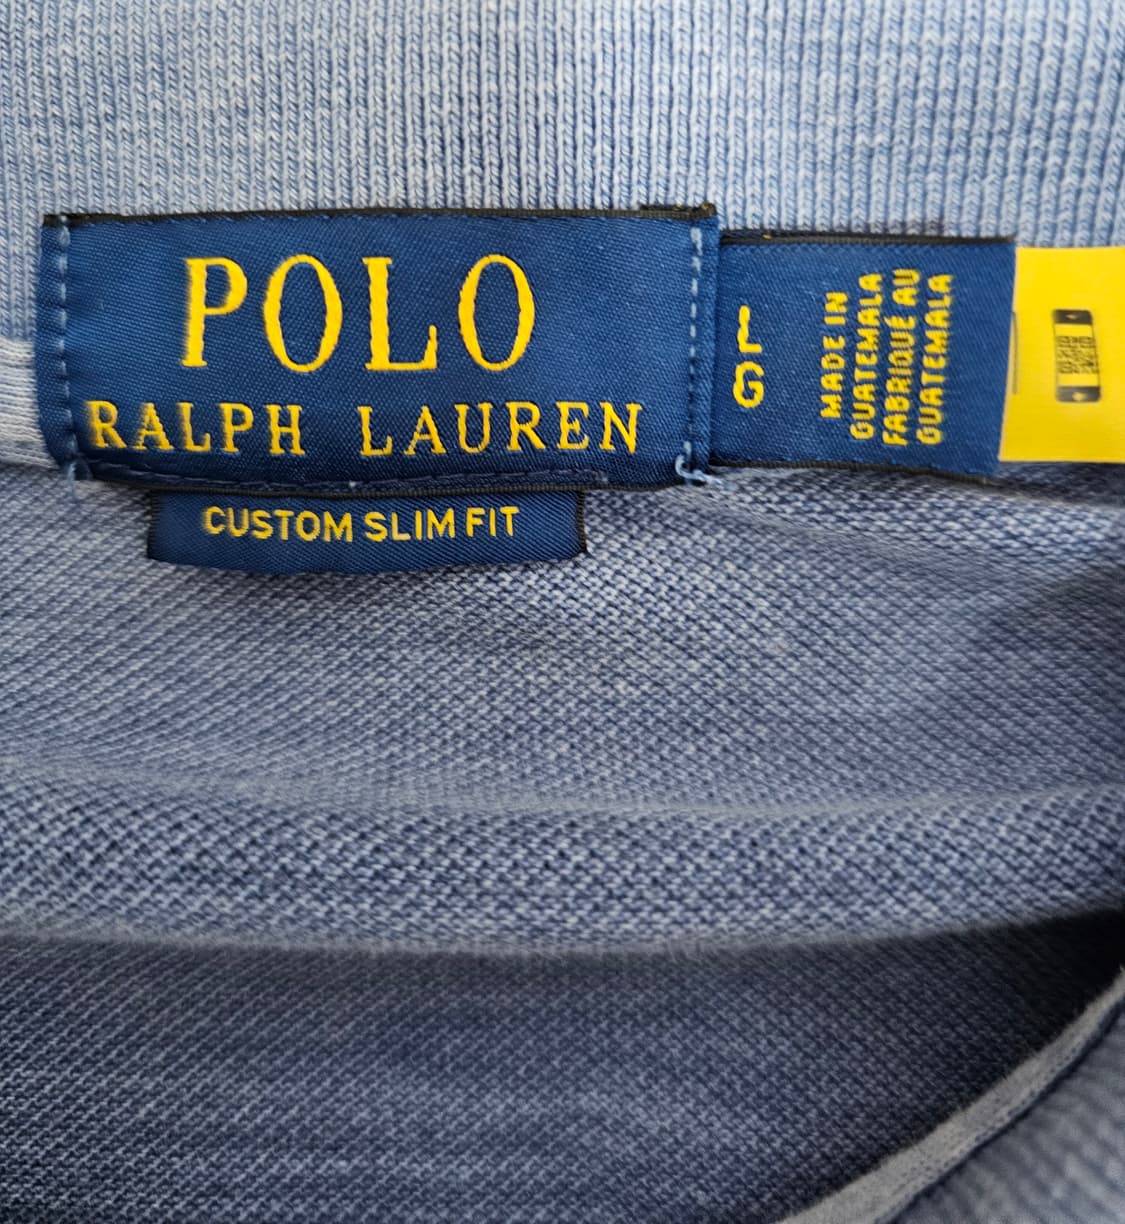 POLO
RALPH LAUREN
CUSTOM SLIM FIT
L
G
MADE IN
GUATEMALA
FABRIQUÉ AU
GUATEMALA